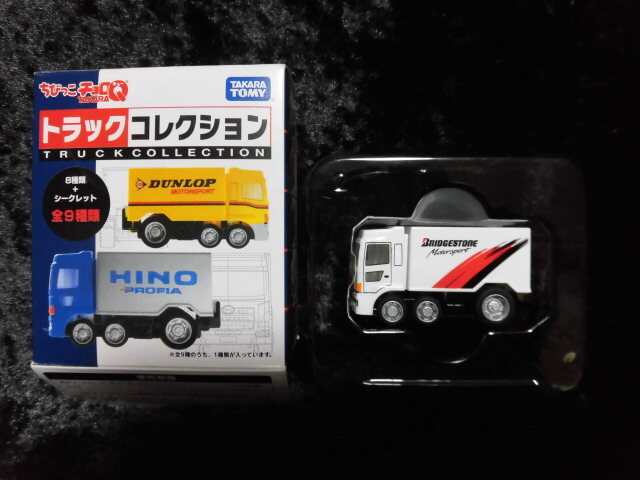 ちびっこ チョロQ
TAKARA
TAKARA TOMY
トラックコレクション
TRUCK COLLECTION
8種類
+
シークレット
全9種類
DUNLOP
MOTORSPORT
HINO
PROFIA
※全9種のうち、1種類が入っています。
BRIDGESTONE
Motorsport